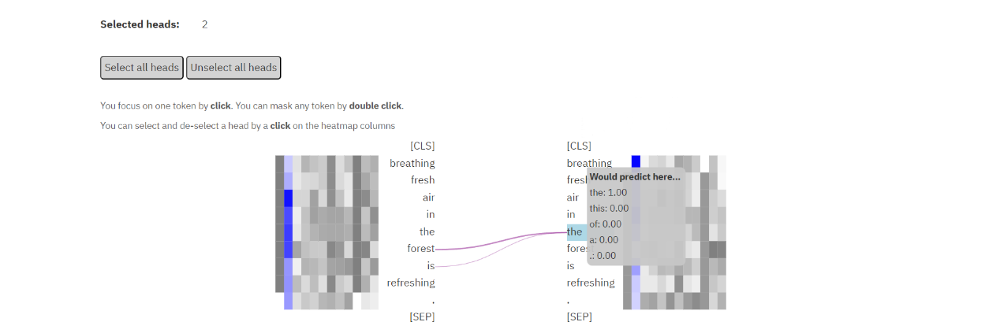 Selected heads: 2
Select all heads Unselect all heads
You focus on one token by click. You can mask any token by double click.
You can select and de-select a head by a click on the heatmap columns
[CLS] [CLS]
breathing breathing
fresh fresh
Would predict here...
air air
the: 1.00
in in
this: 0.00
the the
of: 0.00
forest fores
a: 0.00
is is
.: 0.00
refreshing refreshing
. .
[SEP] [SEP]